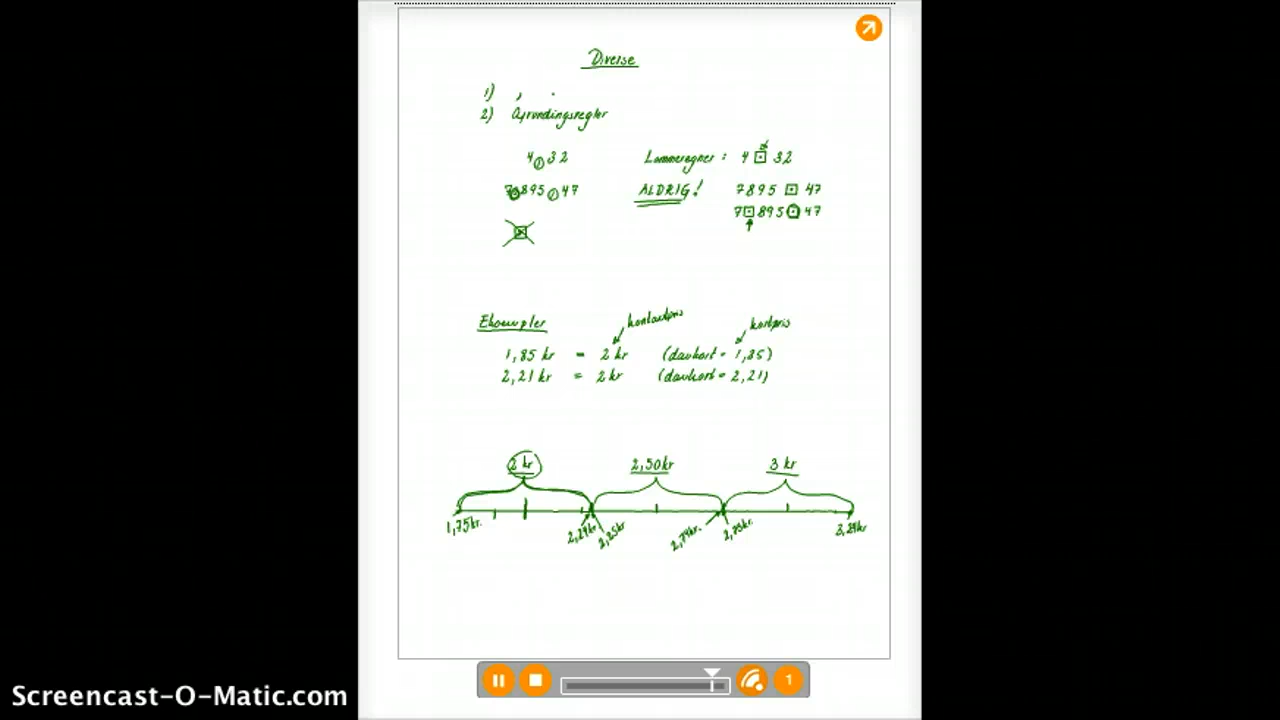 Diverse
1) , .
2) Afrundingsregler
4,32 Lommeregner : 4 . 32
7.895,47 ALDRIG! 7895 . 47
7 . 895 . 47
Eksempler kontantpris kortpris
1,85 kr = 2 kr (dankort = 1,85)
2,21 kr = 2 kr (dankort = 2,21)
2 kr 2,50 kr 3 kr
1,75 kr. 2,24 kr. 2,25 kr 2,74 kr. 2,75 kr. 3,24 kr
1
Screencast-O-Matic.com